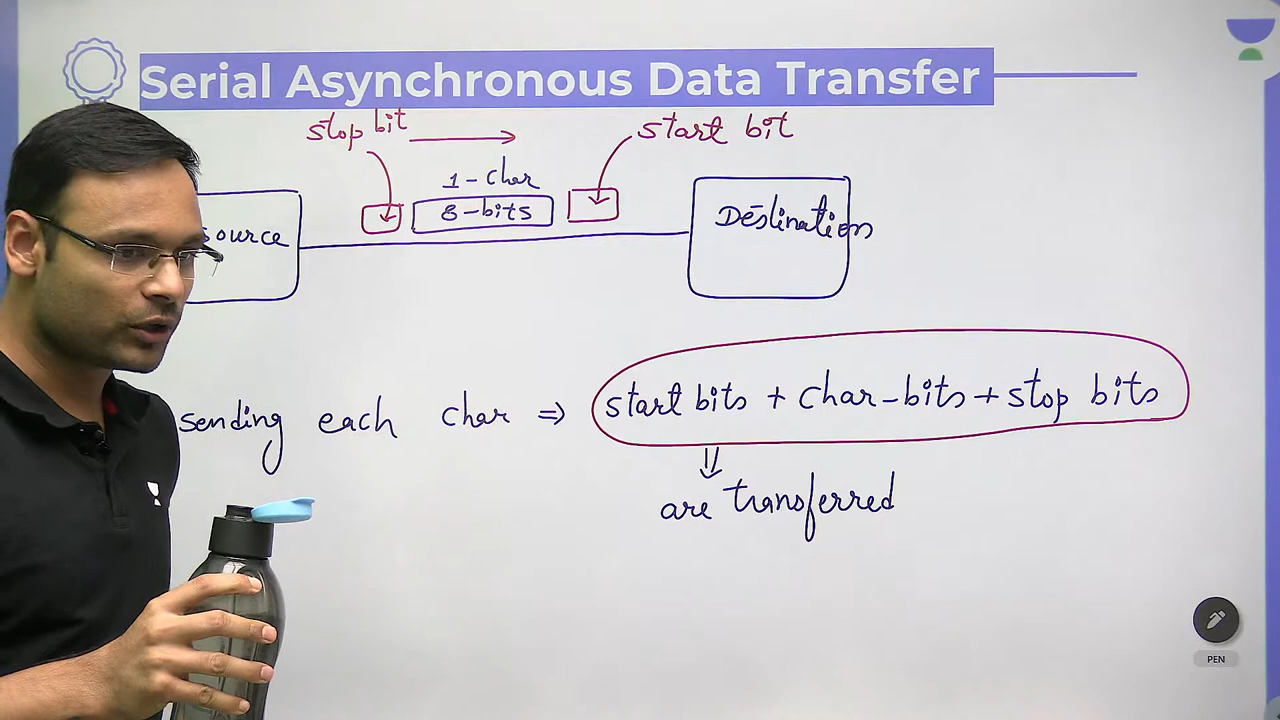 Serial Asynchronous Data Transfer
stop bit
start bit
1-char
8-bits
source
Destination
sending each char ⇒ start bits + char-bits + stop bits
⇓
are transferred
PEN